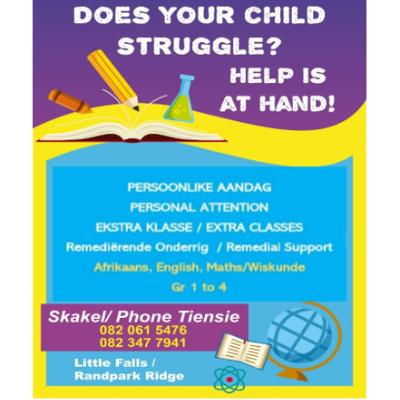 DOES YOUR CHILD
STRUGGLE?
HELP IS
AT HAND!
PERSOONLIKE AANDAG
PERSONAL ATTENTION
EKSTRA KLASSE / EXTRA CLASSES
Remediërende Onderrig / Remedial Support
Afrikaans, English, Maths/Wiskunde
Gr 1 to 4
Skakel/ Phone Tiensie
082 061 5476
082 347 7941
Little Falls /
Randpark Ridge